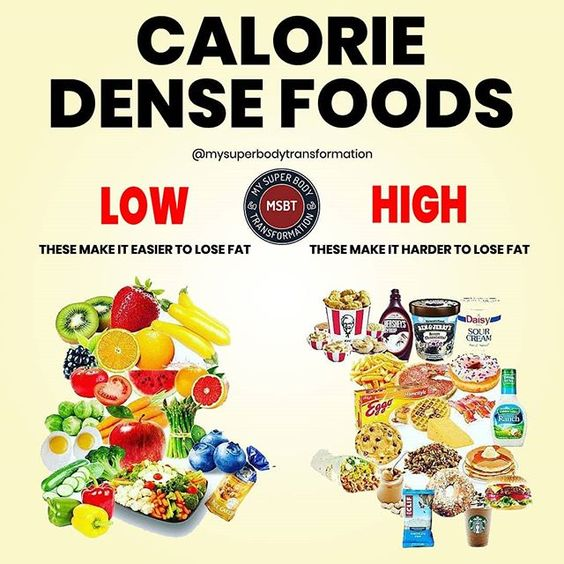 CALORIE
DENSE FOODS
@mysuperbodytransformation
LOW
MY SUPER BODY
MSBT
TRANSFORMATION
HIGH
THESE MAKE IT EASIER TO LOSE FAT
THESE MAKE IT HARDER TO LOSE FAT
KFC
HERSHEY'S
SYRUP
BEN & JERRY'S
Daisy
SOUR
CREAM
Eggo
Ranch
CLIF